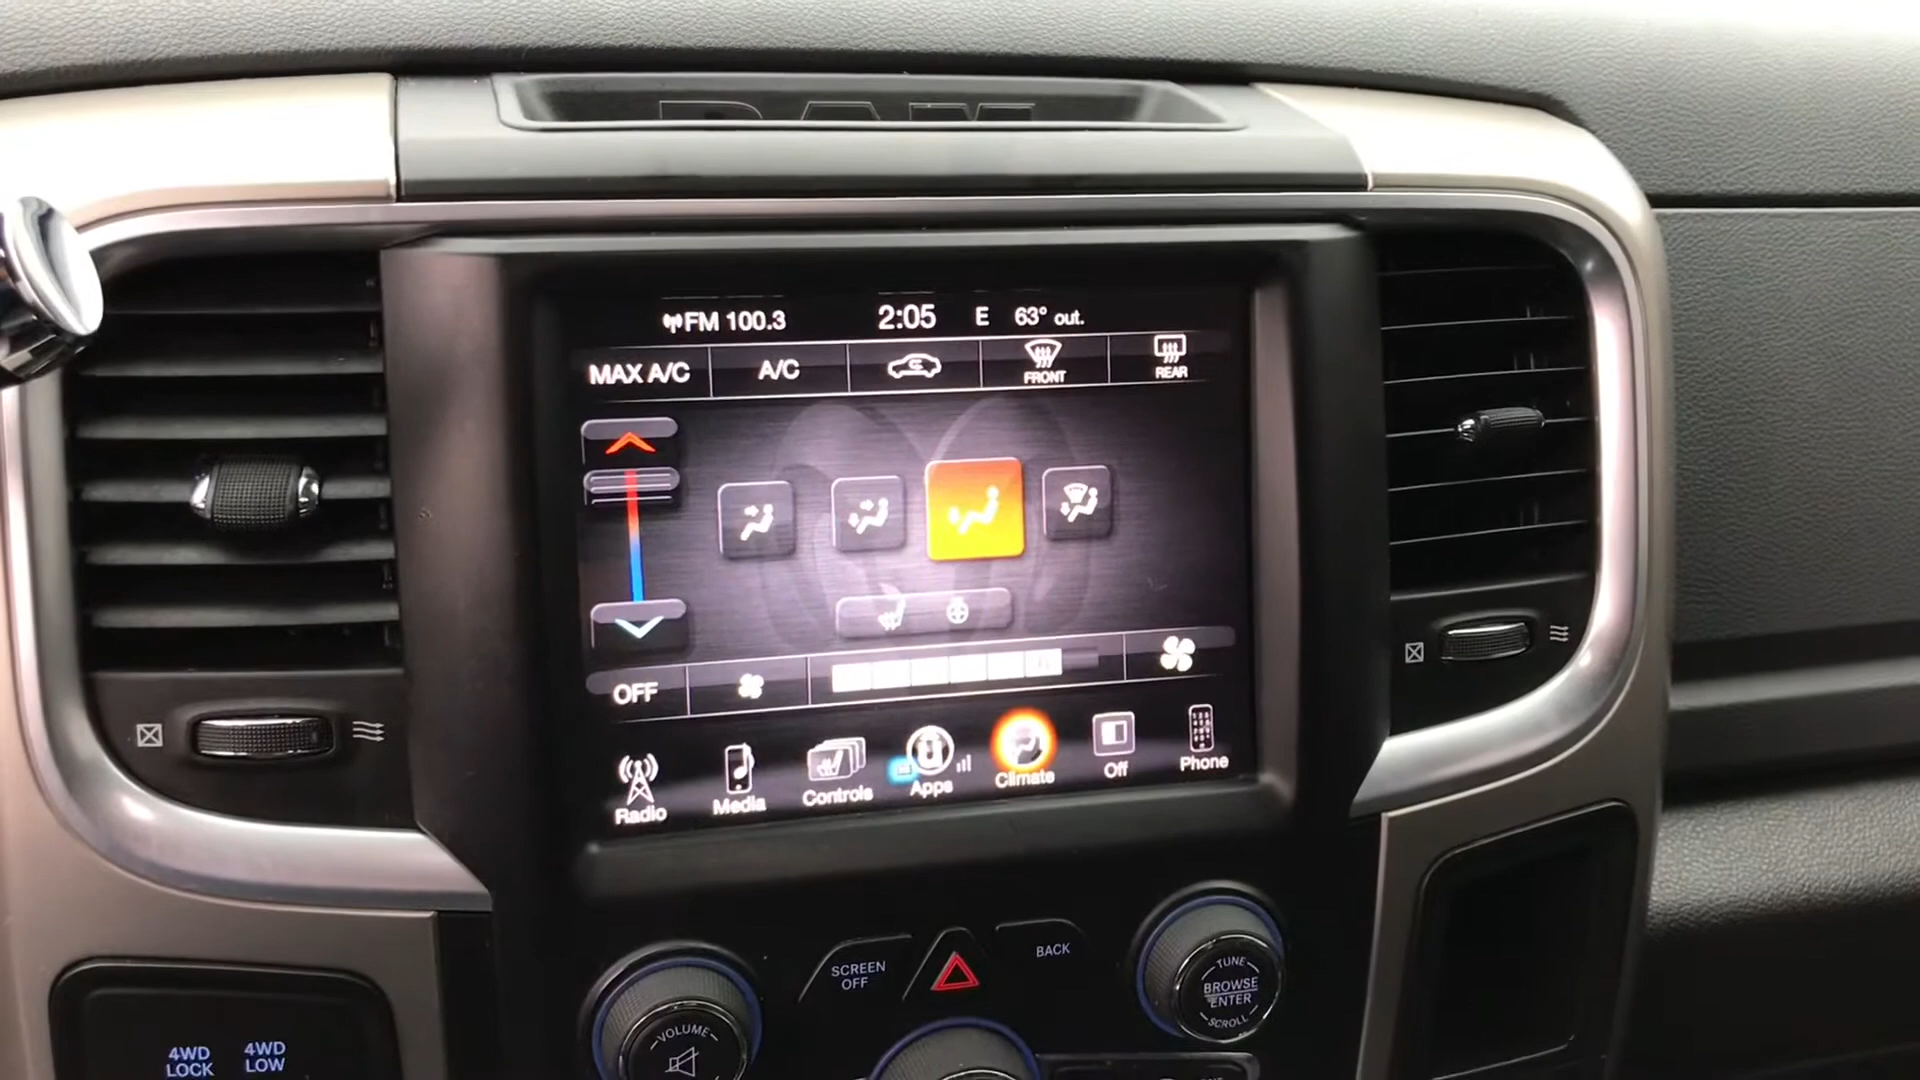 RAM
FM 100.3 2:05 E 63° out.
MAX A/C A/C FRONT REAR
OFF
Radio Media Controls Apps Climate Off Phone
SCREEN
OFF
BACK
TUNE
BROWSE
ENTER
SCROLL
VOLUME
4WD
LOCK
4WD
LOW